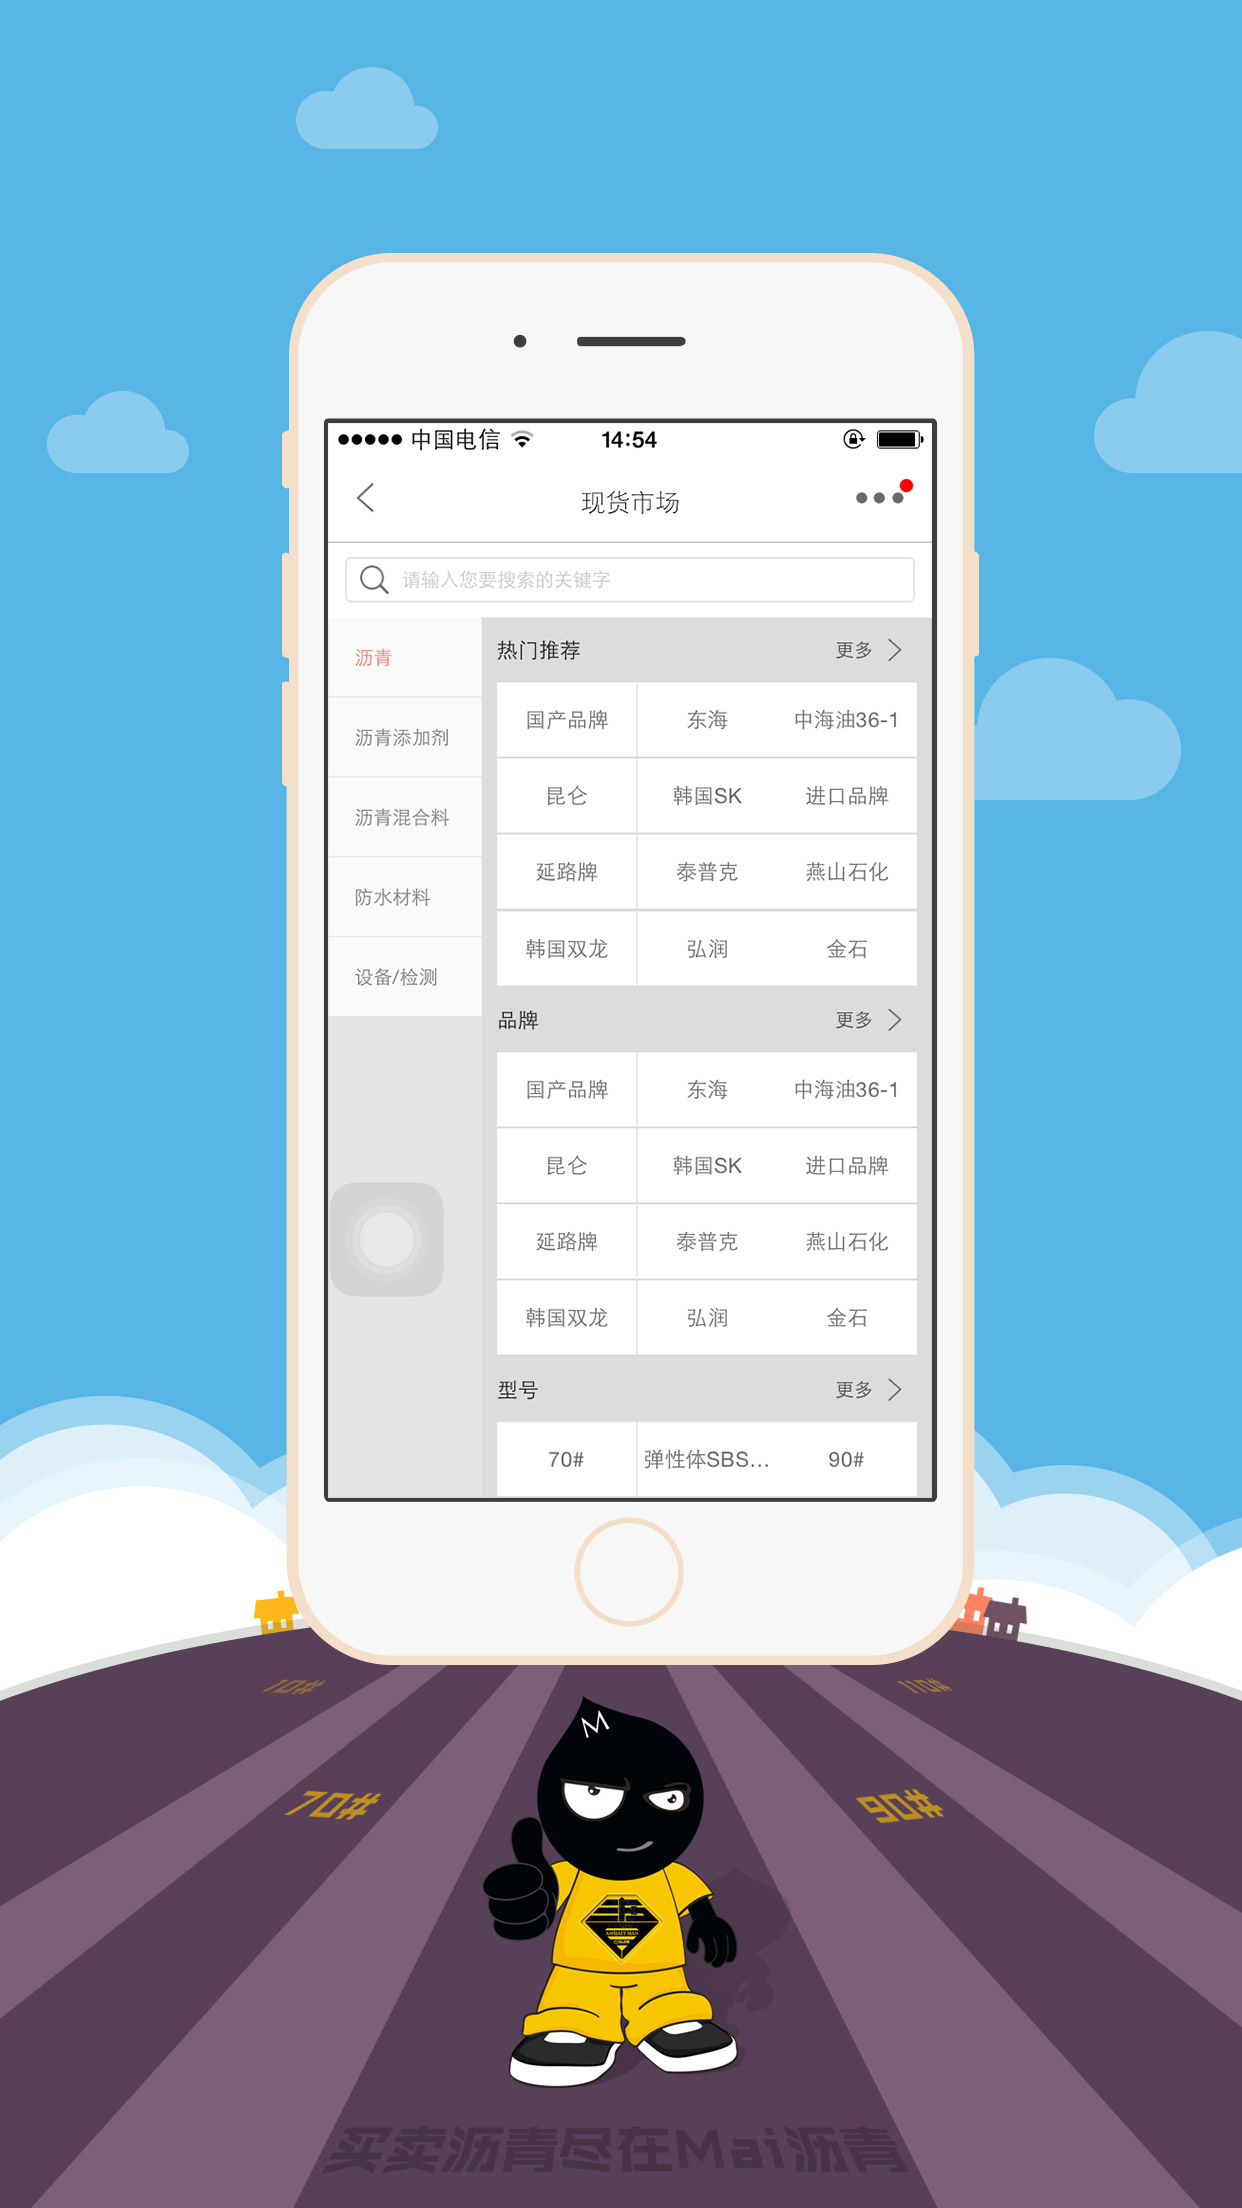 中国电信 14:54
现货市场
请输入您要搜索的关键字
沥青
沥青添加剂
沥青混合料
防水材料
设备/检测
热门推荐 更多
国产品牌 东海 中海油36-1
昆仑 韩国SK 进口品牌
延路牌 泰普克 燕山石化
韩国双龙 弘润 金石
品牌 更多
国产品牌 东海 中海油36-1
昆仑 韩国SK 进口品牌
延路牌 泰普克 燕山石化
韩国双龙 弘润 金石
型号 更多
70# 弹性体SBS... 90#
10# 110#
70# 90#
M
ASPHALT MAN
买卖沥青尽在Mai沥青